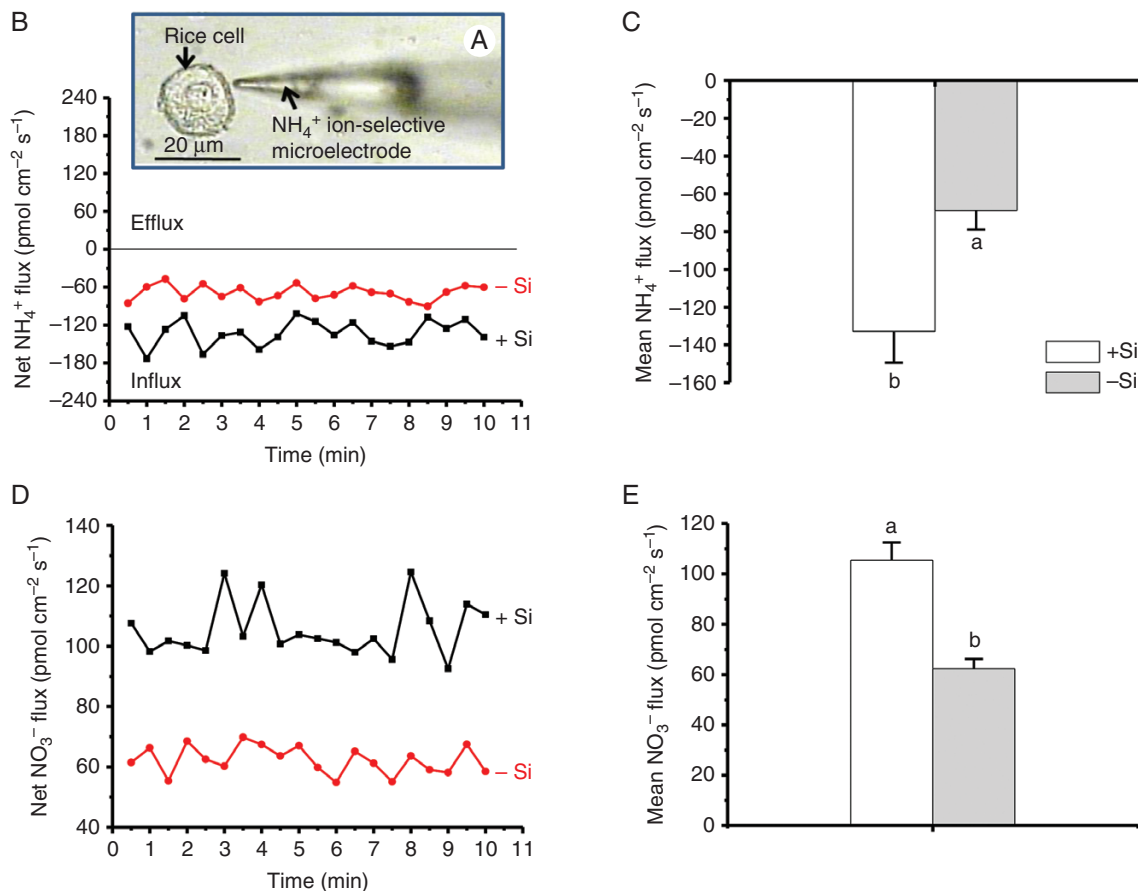 B
A
Rice cell
NH₄⁺ ion-selective
microelectrode
20 μm
Net NH₄⁺ flux (pmol cm⁻² s⁻¹)
240
180
120
60
0
−60
−120
−180
−240
Efflux
Influx
− Si
+ Si
0 1 2 3 4 5 6 7 8 9 10 11
Time (min)
C
Mean NH₄⁺ flux (pmol cm⁻² s⁻¹)
0
−20
−40
−60
−80
−100
−120
−140
−160
a
b
+Si
−Si
D
Net NO₃⁻ flux (pmol cm⁻² s⁻¹)
140
120
100
80
60
40
+ Si
− Si
0 1 2 3 4 5 6 7 8 9 10 11
Time (min)
E
Mean NO₃⁻ flux (pmol cm⁻² s⁻¹)
120
100
80
60
40
20
0
a
b